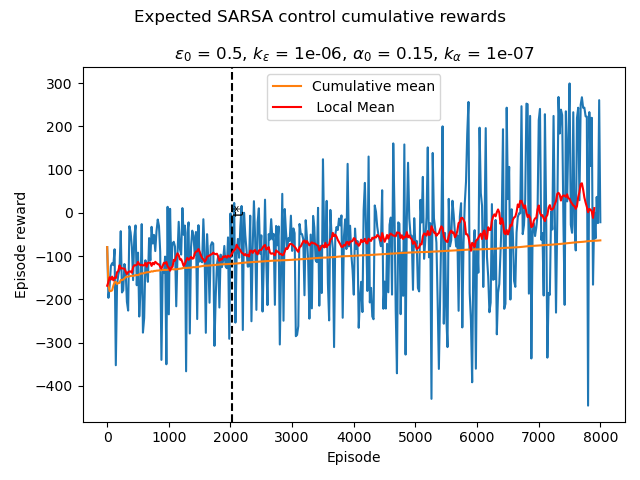 Expected SARSA control cumulative rewards
ε₀ = 0.5, kε = 1e-06, α₀ = 0.15, kα = 1e-07
Cumulative mean
Local Mean
300
200
100
0
−100
−200
−300
−400
Episode reward
0
1000
2000
3000
4000
5000
6000
7000
8000
Episode